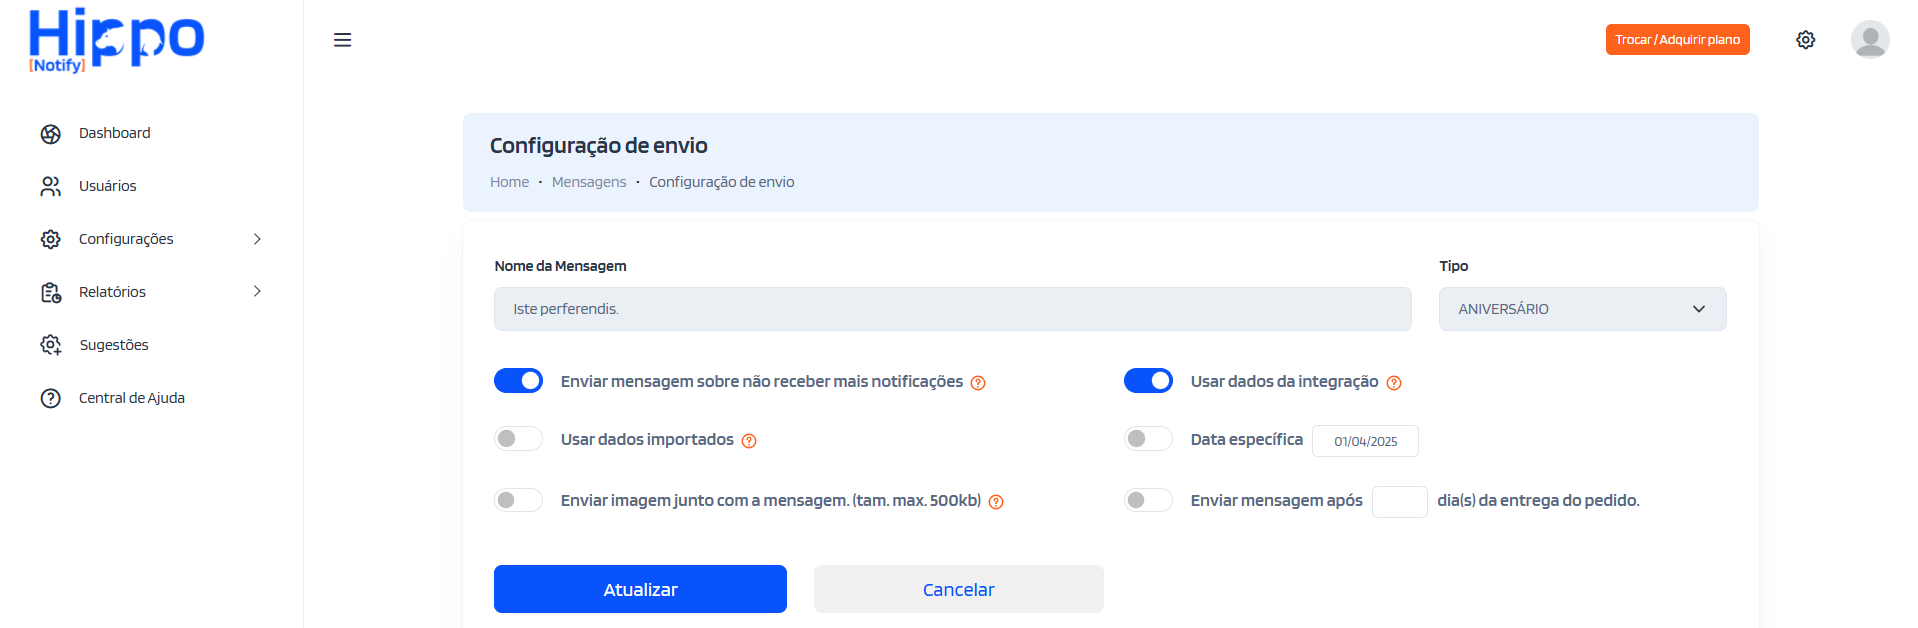 Hippo
[Notify]
Trocar / Adquirir plano
Dashboard
Usuários
Configurações
Relatórios
Sugestões
Central de Ajuda
Configuração de envio
Home • Mensagens • Configuração de envio
Nome da Mensagem
Tipo
Iste perferendis.
ANIVERSÁRIO
Enviar mensagem sobre não receber mais notificações
Usar dados da integração
Usar dados importados
Data específica 01/04/2025
Enviar imagem junto com a mensagem. (tam. max. 500kb)
Enviar mensagem após dia(s) da entrega do pedido.
Atualizar
Cancelar